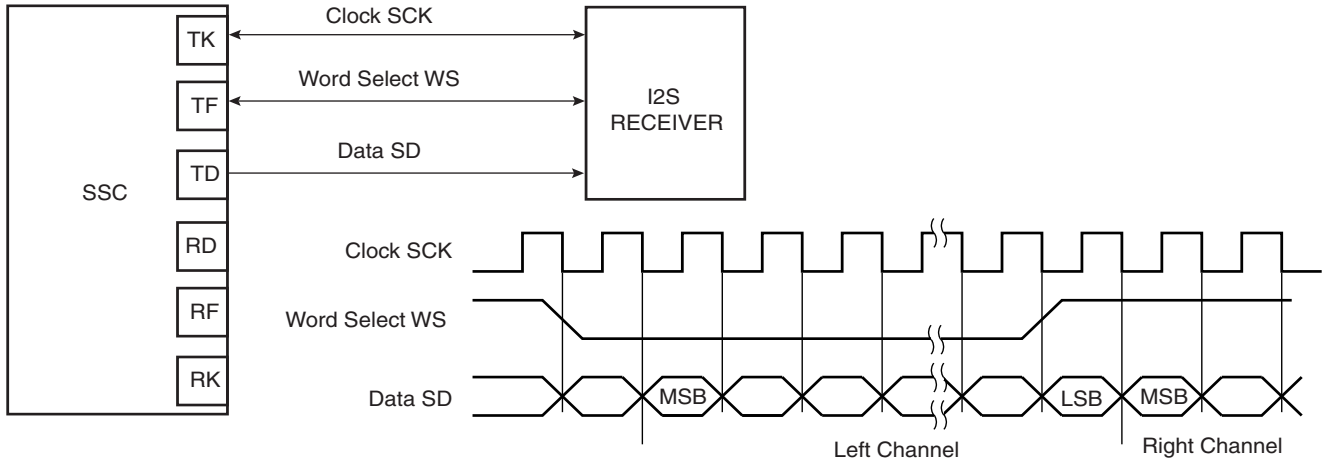 Clock SCK
TK
Word Select WS
TF
I2S
RECEIVER
Data SD
TD
SSC
RD
RF
RK
Clock SCK
Word Select WS
Data SD
MSB
LSB
MSB
Left Channel
Right Channel